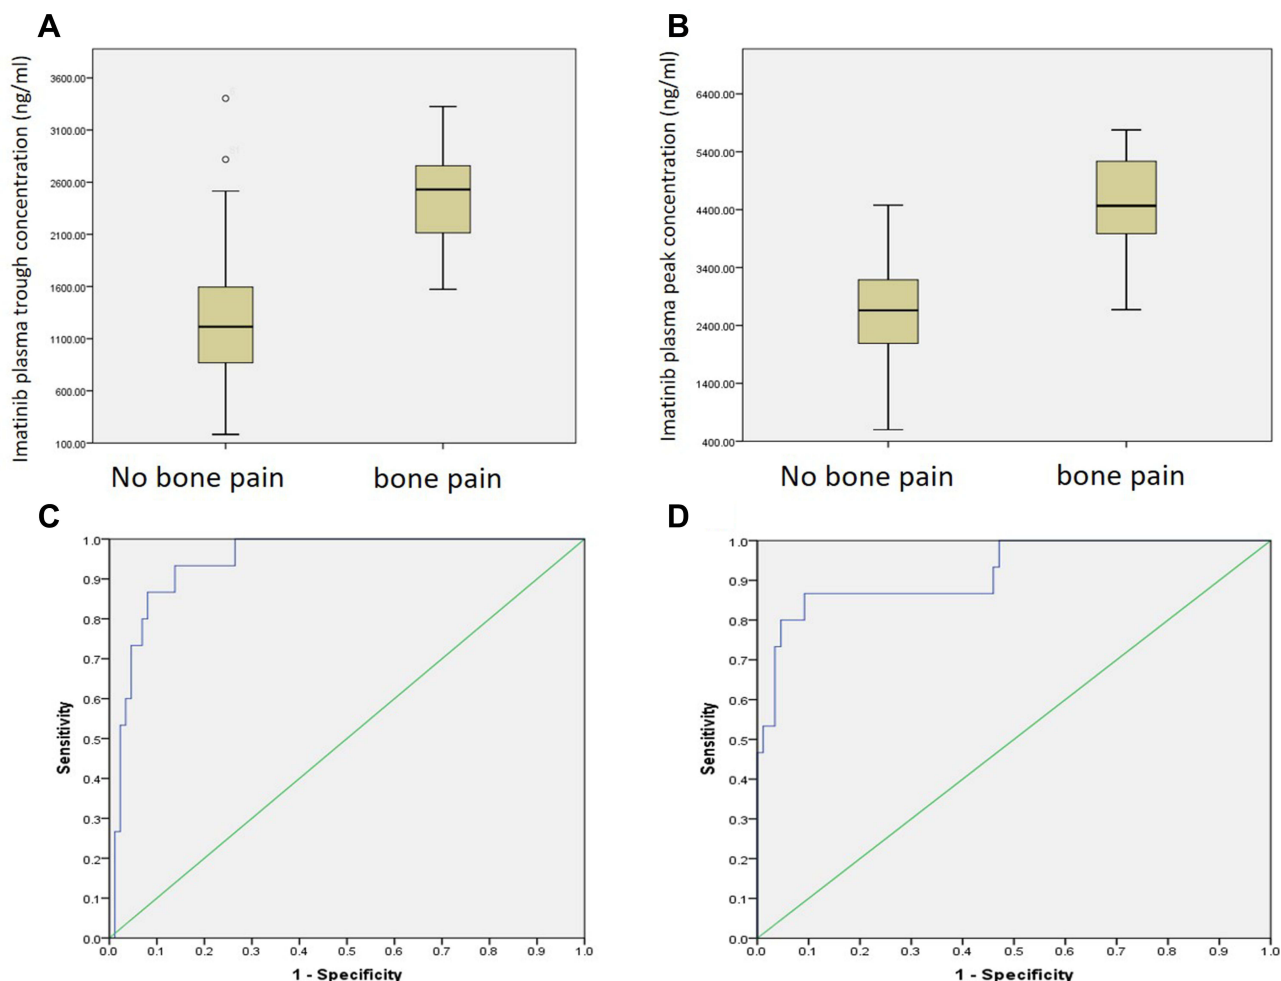 A
B
Imatinib plasma trough concentration (ng/ml)
3600.00
3100.00
2600.00
2100.00
1600.00
1100.00
600.00
100.00
No bone pain
bone pain
Imatinib plasma peak concentration (ng/ml)
6400.00
5400.00
4400.00
3400.00
2400.00
1400.00
400.00
No bone pain
bone pain
C
D
Sensitivity
1.0
0.9
0.8
0.7
0.6
0.5
0.4
0.3
0.2
0.1
0.0
0.0 0.1 0.2 0.3 0.4 0.5 0.6 0.7 0.8 0.9 1.0
1 - Specificity
Sensitivity
1.0
0.9
0.8
0.7
0.6
0.5
0.4
0.3
0.2
0.1
0.0
0.0 0.1 0.2 0.3 0.4 0.5 0.6 0.7 0.8 0.9 1.0
1 - Specificity